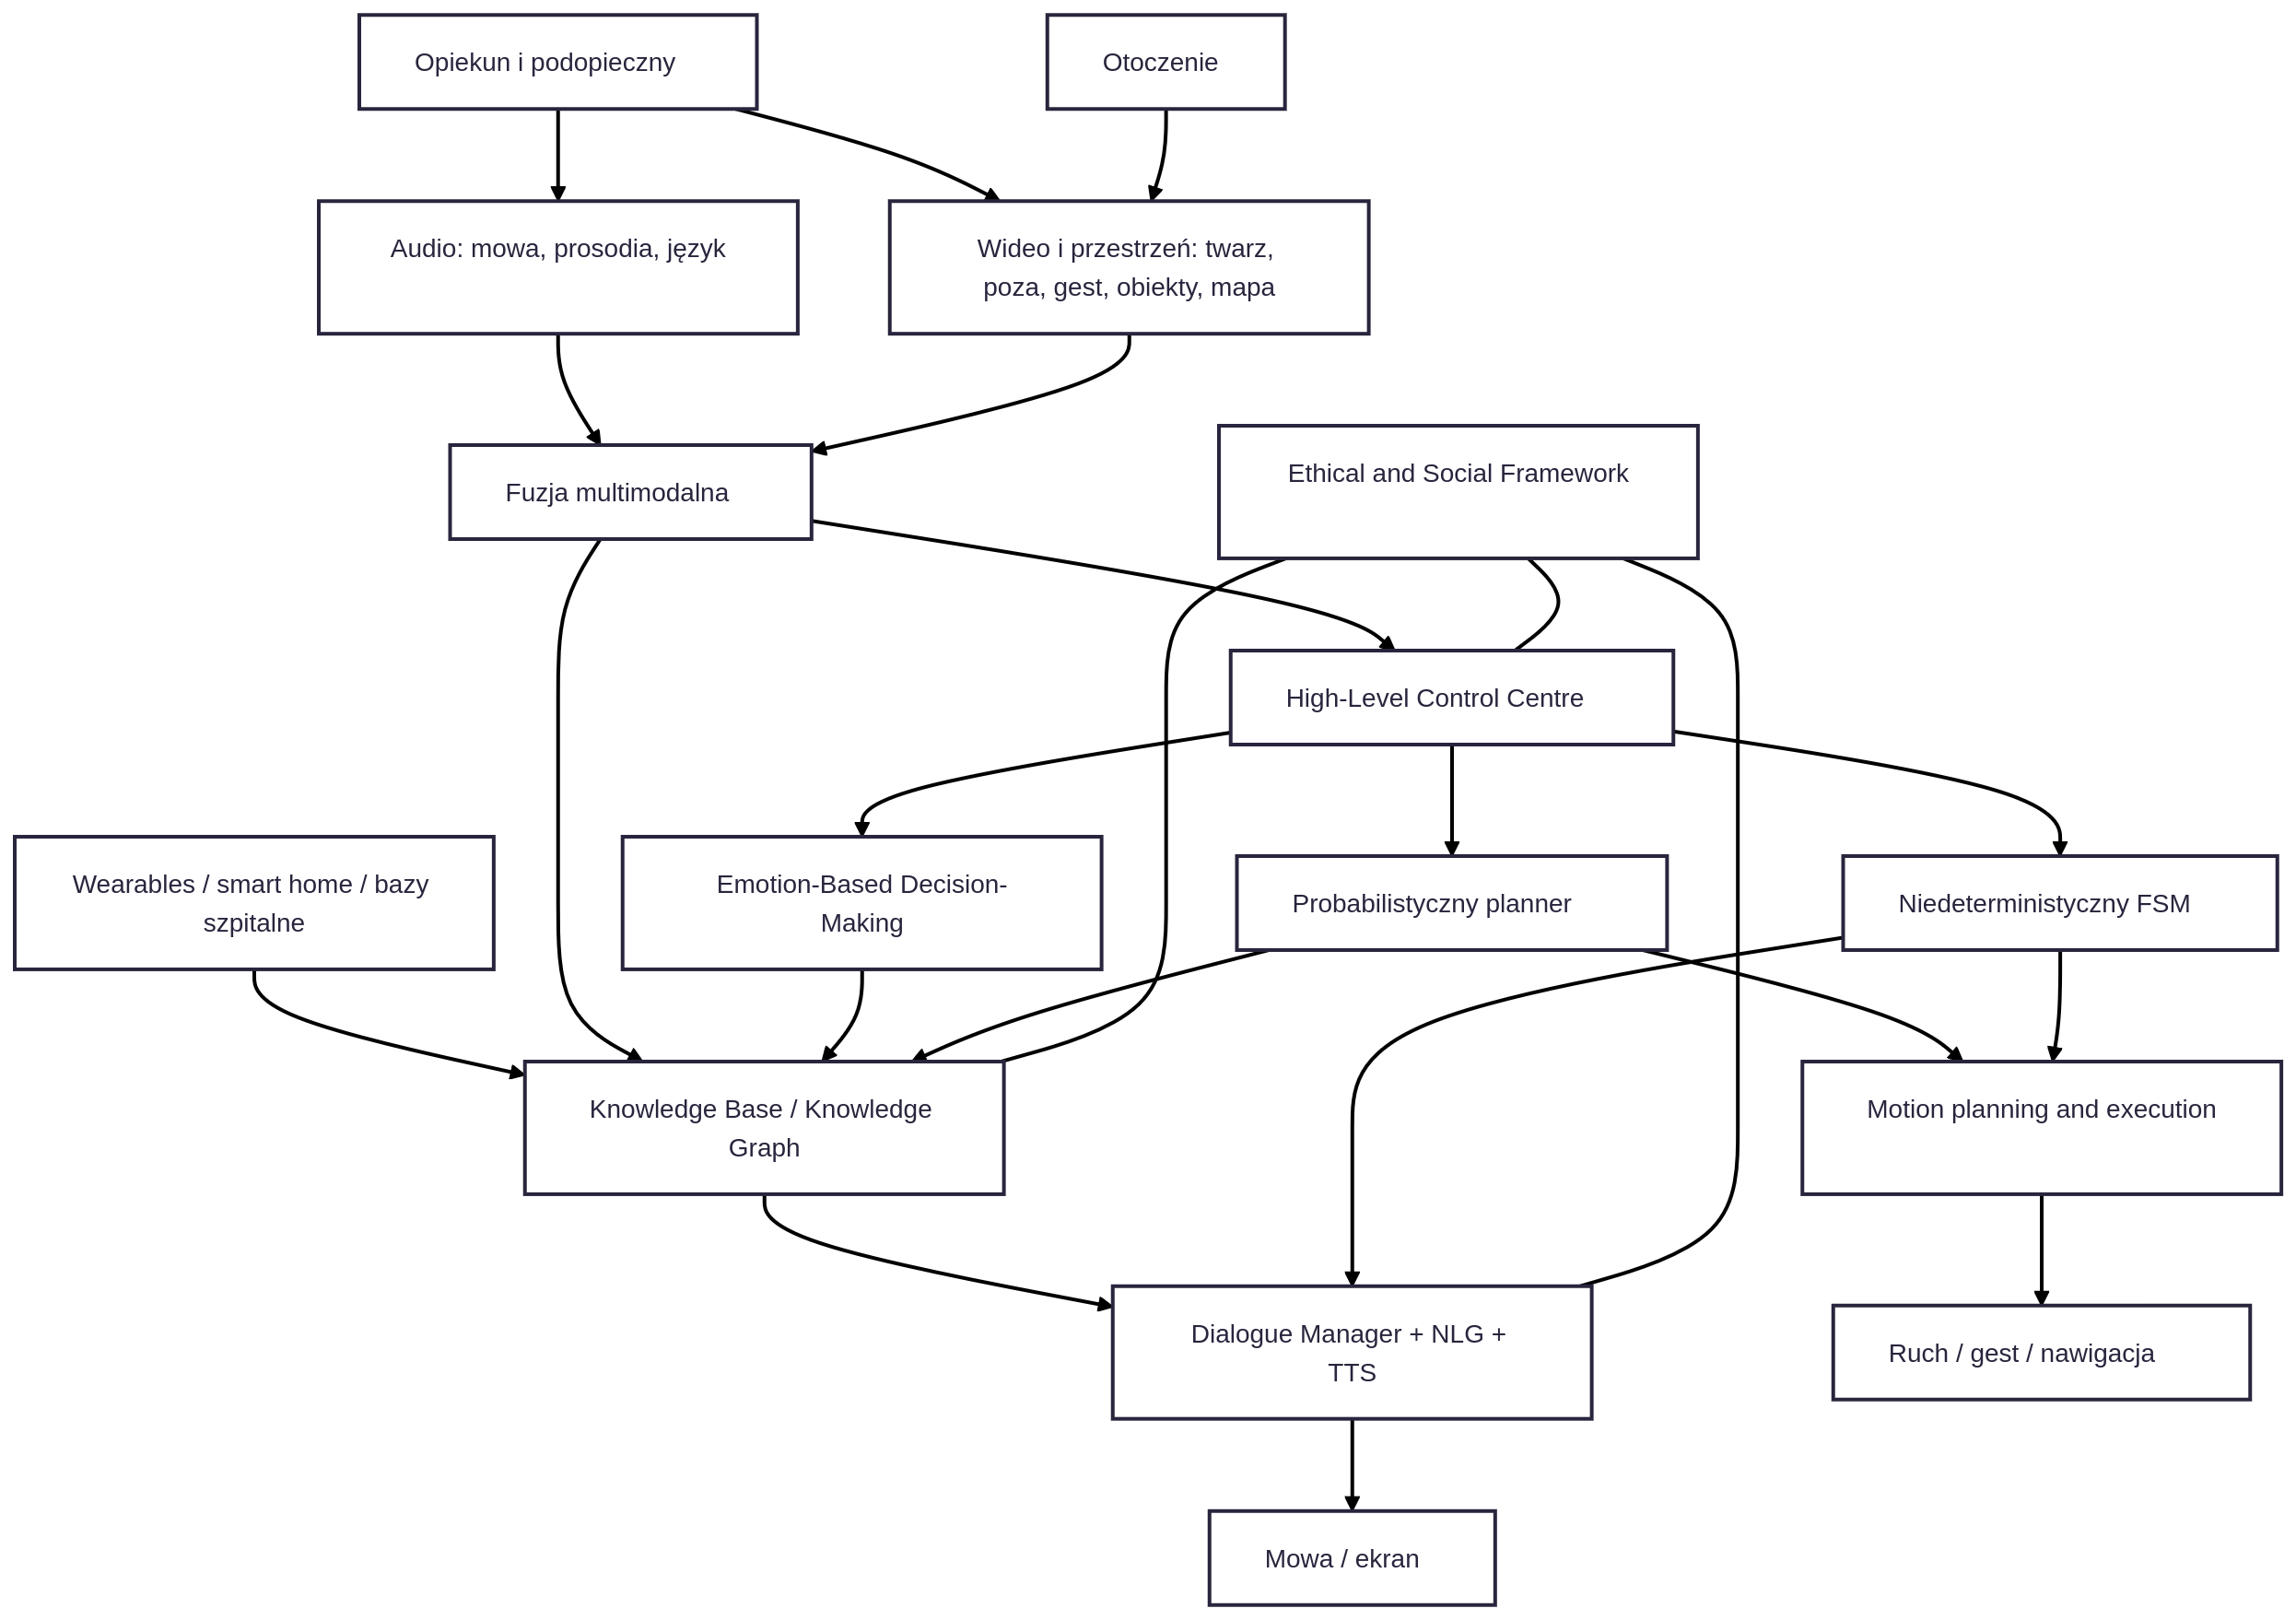 Opiekun i podopieczny
Otoczenie
Audio: mowa, prosodia, język
Wideo i przestrzeń: twarz,
poza, gest, obiekty, mapa
Fuzja multimodalna
Ethical and Social Framework
High-Level Control Centre
Wearables / smart home / bazy
szpitalne
Emotion-Based Decision-
Making
Probabilistyczny planner
Niedeterministyczny FSM
Knowledge Base / Knowledge
Graph
Motion planning and execution
Dialogue Manager + NLG +
TTS
Ruch / gest / nawigacja
Mowa / ekran